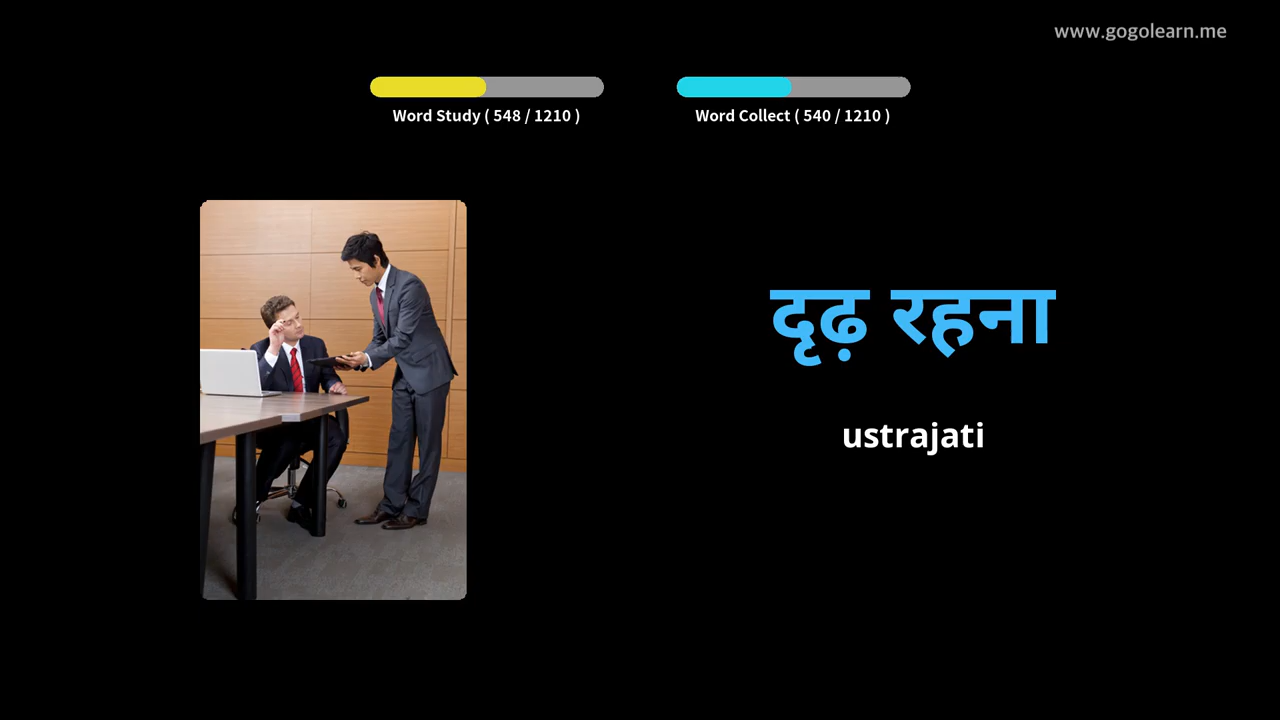 www.gogolearn.me
Word Study ( 548 / 1210 )
Word Collect ( 540 / 1210 )
दृढ़ रहना
ustrajati